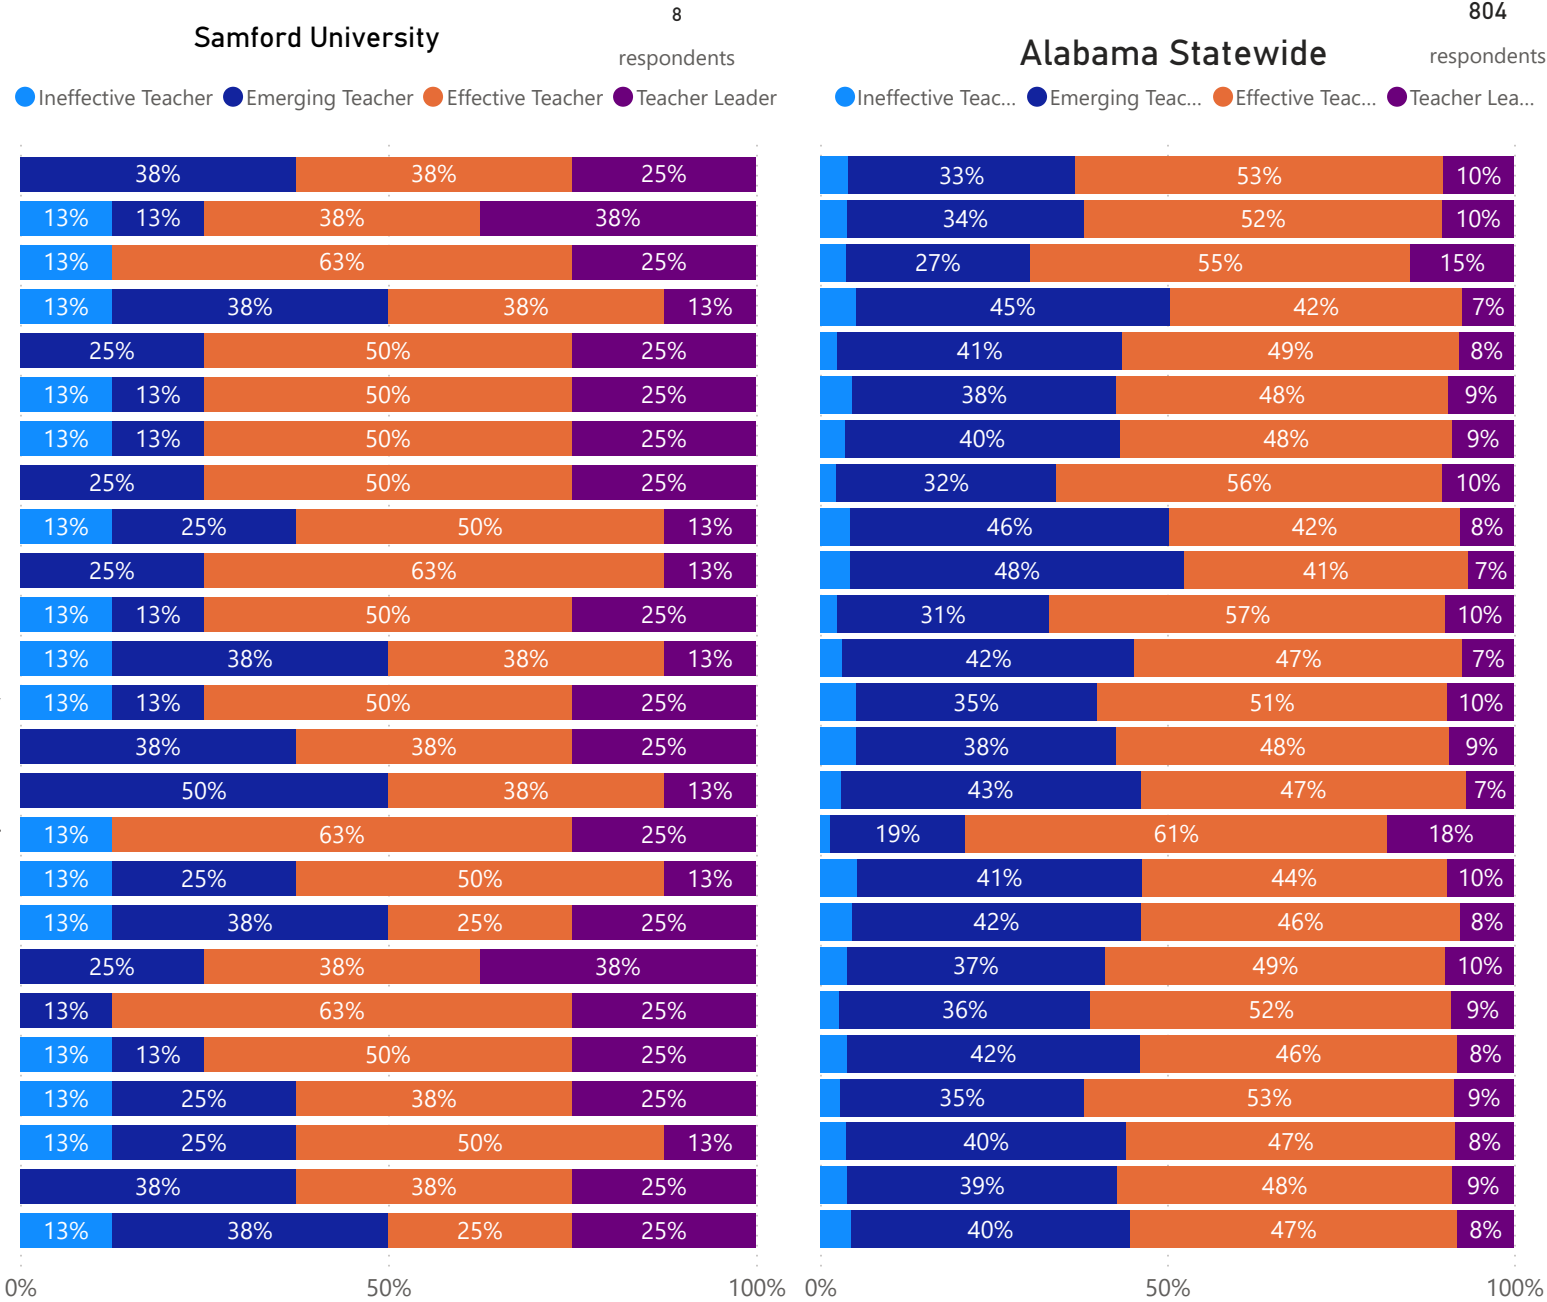 Samford University
8
respondents
Ineffective Teacher Emerging Teacher Effective Teacher Teacher Leader
38% 38% 25%
13% 13% 38% 38%
13% 63% 25%
13% 38% 38% 13%
25% 50% 25%
13% 13% 50% 25%
13% 13% 50% 25%
25% 50% 25%
13% 25% 50% 13%
25% 63% 13%
13% 13% 50% 25%
13% 38% 38% 13%
13% 13% 50% 25%
38% 38% 25%
50% 38% 13%
13% 63% 25%
13% 25% 50% 13%
13% 38% 25% 25%
25% 38% 38%
13% 63% 25%
13% 13% 50% 25%
13% 25% 38% 25%
13% 25% 50% 13%
38% 38% 25%
13% 38% 25% 25%
0% 50% 100%
Alabama Statewide
804
respondents
Ineffective Teac... Emerging Teac... Effective Teac... Teacher Lea...
33% 53% 10%
34% 52% 10%
27% 55% 15%
45% 42% 7%
41% 49% 8%
38% 48% 9%
40% 48% 9%
32% 56% 10%
46% 42% 8%
48% 41% 7%
31% 57% 10%
42% 47% 7%
35% 51% 10%
38% 48% 9%
43% 47% 7%
19% 61% 18%
41% 44% 10%
42% 46% 8%
37% 49% 10%
36% 52% 9%
42% 46% 8%
35% 53% 9%
40% 47% 8%
39% 48% 9%
40% 47% 8%
0% 50% 100%